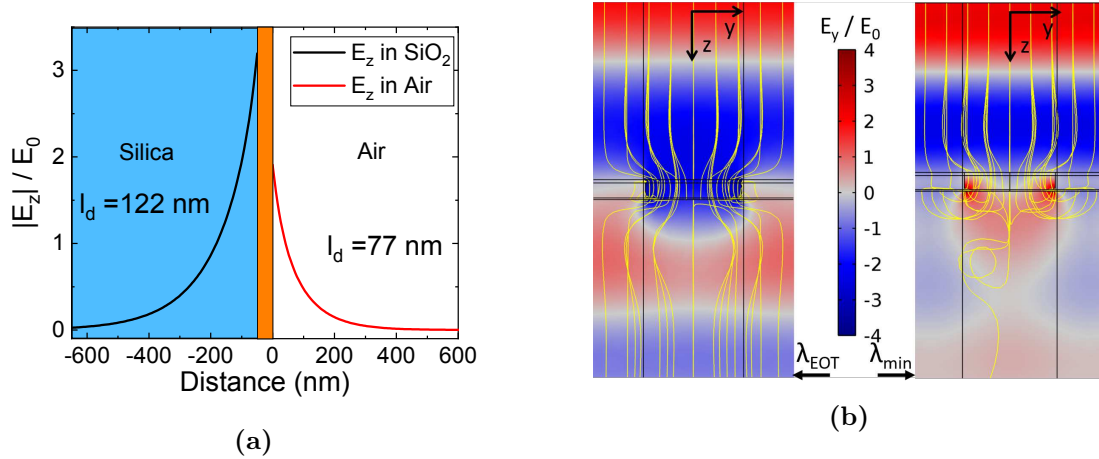 |E_z| / E_0
3
2
1
0
-600
-400
-200
0
200
400
600
Distance (nm)
E_z in SiO_2
E_z in Air
Silica
Air
l_d =122 nm
l_d =77 nm
(a)
y
z
E_y / E_0
4
3
2
1
0
-1
-2
-3
-4
λ_EOT
λ_min
y
z
(b)